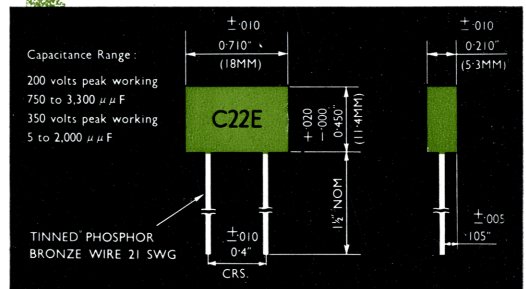 Capacitance Range :
200 volts peak working
750 to 3,300 μμF
350 volts peak working
5 to 2,000 μμF
±·010
0·710"
(18MM)
C22E
+·020
−·000
0·450"
(11·4MM)
1½" NOM
±·010
0·4"
CRS.
TINNED PHOSPHOR
BRONZE WIRE 21 SWG
±·010
0·210"
(5·3MM)
±·005
·105"